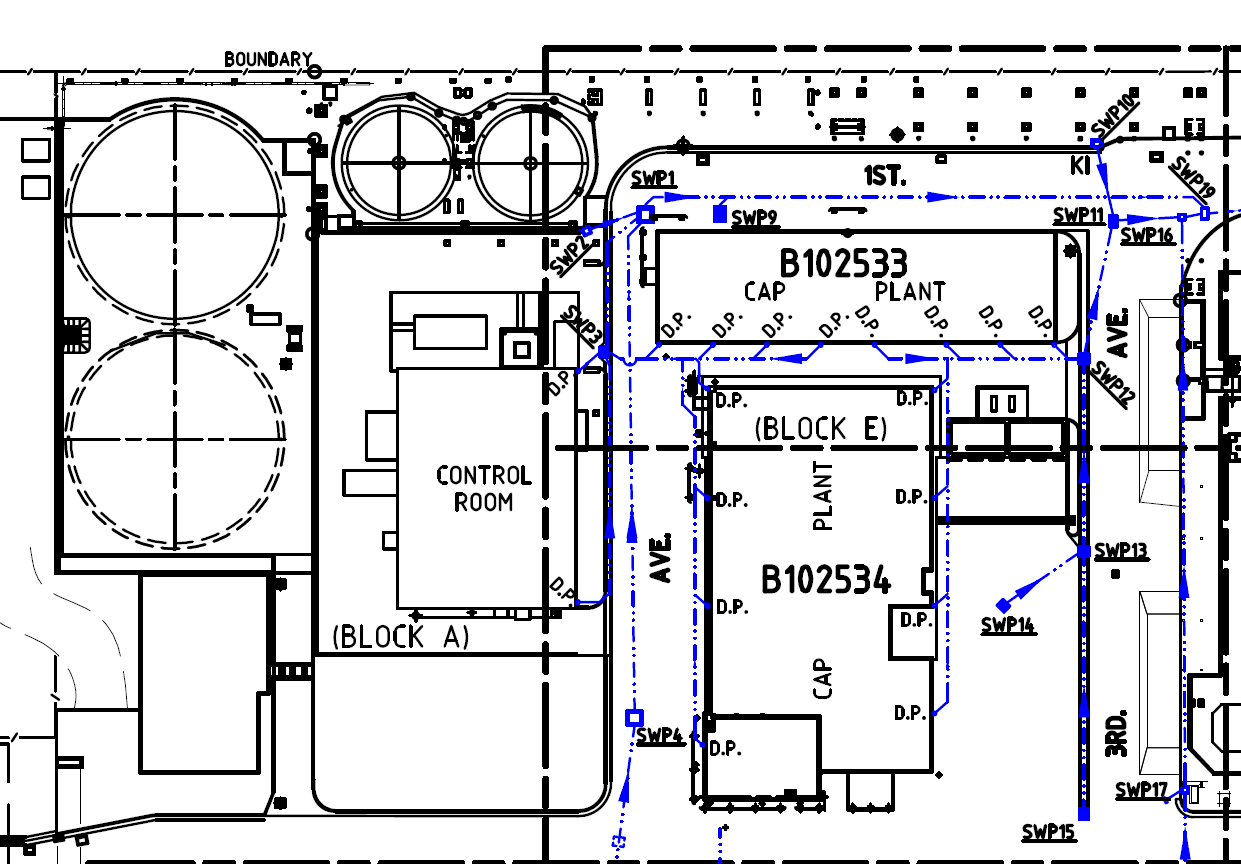 BOUNDARY
SWP10
KI
1ST.
SWP1
SWP19
SWP9
SWP11
SWP16
SWP2
B102533
CAP PLANT
SWP3
D.P. D.P. D.P. D.P. D.P. D.P. D.P. D.P.
AVE.
D.P.
SWP12
D.P.
D.P.
(BLOCK E)
CONTROL
ROOM
PLANT
D.P.
D.P.
AVE.
SWP13
B102534
D.P.
D.P.
D.P.
SWP14
(BLOCK A)
CAP
D.P.
3RD.
SWP4
D.P.
SWP17
SWP15